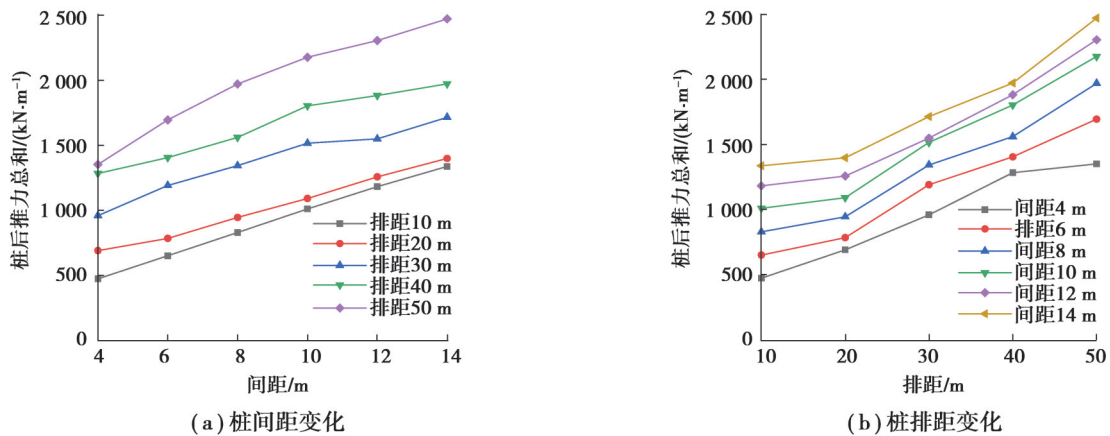 桩后推力总和/(kN·m⁻¹)
2 500
2 000
1 500
1 000
500
0
排距10 m
排距20 m
排距30 m
排距40 m
排距50 m
4 6 8 10 12 14
间距/m
(a)桩间距变化
桩后推力总和/(kN·m⁻¹)
2 500
2 000
1 500
1 000
500
0
间距4 m
排距6 m
间距8 m
间距10 m
间距12 m
间距14 m
10 20 30 40 50
排距/m
(b)桩排距变化